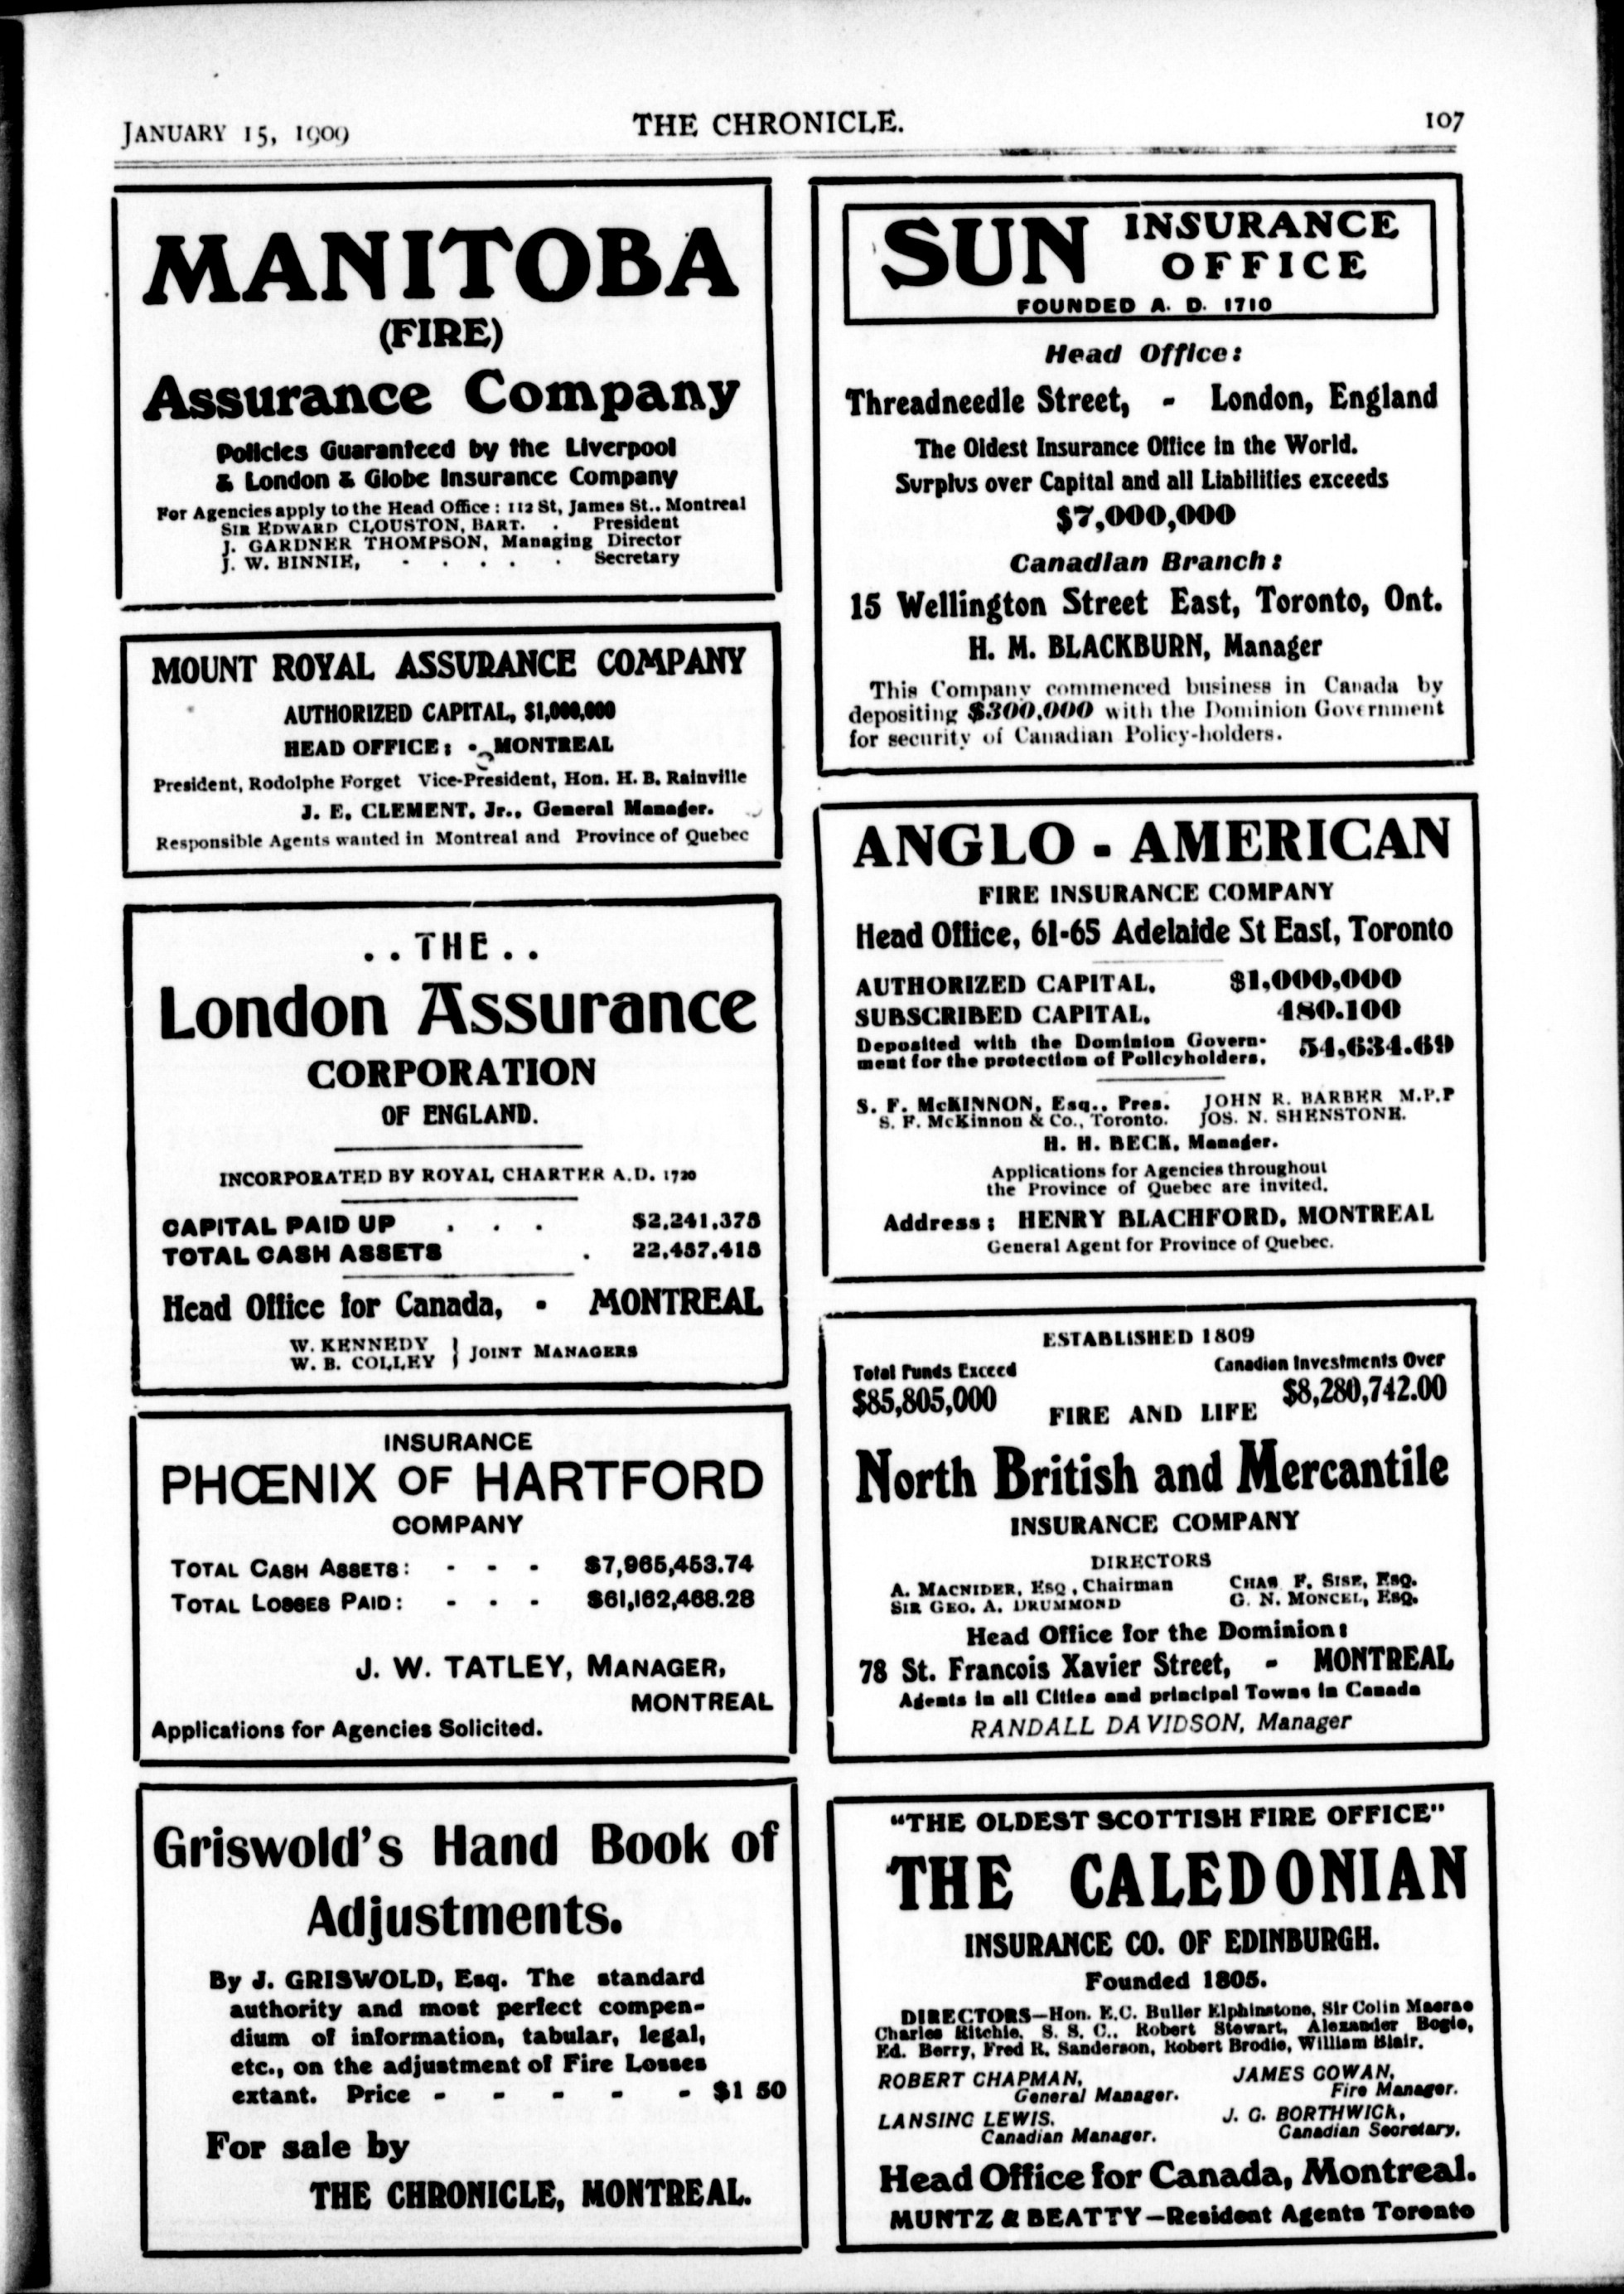 JANUARY 15, 1909
THE CHRONICLE.
107
MANITOBA
(FIRE)
Assurance Company
Policies Guaranteed by the Liverpool
& London & Globe Insurance Company
For Agencies apply to the Head Office : 112 St, James St., Montreal
SIR EDWARD CLOUSTON, BART. . President
J. GARDNER THOMPSON, Managing Director
J. W. BINNIE, . . . . . Secretary
MOUNT ROYAL ASSURANCE COMPANY
AUTHORIZED CAPITAL, $1,000,000
HEAD OFFICE: MONTREAL
President, Rodolphe Forget Vice-President, Hon. H. B. Rainville
J. E. CLEMENT, Jr., General Manager.
Responsible Agents wanted in Montreal and Province of Quebec
. . THE . .
London Assurance
CORPORATION
OF ENGLAND.
INCORPORATED BY ROYAL CHARTER A.D. 1720
CAPITAL PAID UP . . . $2,241,375
TOTAL CASH ASSETS . 22,457,415
Head Office for Canada, - MONTREAL
W. KENNEDY
W. B. COLLEY } JOINT MANAGERS
INSURANCE
PHŒNIX OF HARTFORD
COMPANY
TOTAL CASH ASSETS: - - - $7,965,453.74
TOTAL LOSSES PAID: - - - $61,162,468.28
J. W. TATLEY, MANAGER,
MONTREAL
Applications for Agencies Solicited.
Griswold's Hand Book of
Adjustments.
By J. GRISWOLD, Esq. The standard
authority and most perfect compen-
dium of information, tabular, legal,
etc., on the adjustment of Fire Losses
extant. Price - - - - - $1 50
For sale by
THE CHRONICLE, MONTREAL.
SUN INSURANCE
OFFICE
FOUNDED A. D. 1710
Head Office:
Threadneedle Street, - London, England
The Oldest Insurance Office in the World.
Surplus over Capital and all Liabilities exceeds
$7,000,000
Canadian Branch:
15 Wellington Street East, Toronto, Ont.
H. M. BLACKBURN, Manager
This Company commenced business in Canada by
depositing $300,000 with the Dominion Government
for security of Canadian Policy-holders.
ANGLO - AMERICAN
FIRE INSURANCE COMPANY
Head Office, 61-65 Adelaide St East, Toronto
AUTHORIZED CAPITAL, $1,000,000
SUBSCRIBED CAPITAL, 480.100
Deposited with the Dominion Govern-
ment for the protection of Policyholders, 54,634.69
S. F. McKINNON, Esq., Pres. JOHN R. BARBER M.P.P
S. F. McKinnon & Co., Toronto. JOS. N. SHENSTONE.
H. H. BECK, Manager.
Applications for Agencies throughout
the Province of Quebec are invited.
Address: HENRY BLACHFORD, MONTREAL
General Agent for Province of Quebec.
ESTABLISHED 1809
Total Funds Exceed Canadian Investments Over
$85,805,000 $8,280,742.00
FIRE AND LIFE
North British and Mercantile
INSURANCE COMPANY
DIRECTORS
A. MACNIDER, ESQ , Chairman CHAS F. SISE, ESQ.
SIR GEO. A. DRUMMOND G. N. MONCEL, ESQ.
Head Office for the Dominion:
78 St. Francois Xavier Street, - MONTREAL
Agents in all Cities and principal Towns in Canada
RANDALL DAVIDSON, Manager
"THE OLDEST SCOTTISH FIRE OFFICE"
THE CALEDONIAN
INSURANCE CO. OF EDINBURGH.
Founded 1805.
DIRECTORS—Hon. E.C. Buller Elphinstone, Sir Colin Macrae
Charles Ritchie, S. S. C., Robert Stewart, Alexander Bogie,
Ed. Berry, Fred R. Sanderson, Robert Brodie, William Blair.
ROBERT CHAPMAN, JAMES COWAN,
General Manager. Fire Manager.
LANSING LEWIS, J. G. BORTHWICK,
Canadian Manager. Canadian Secretary.
Head Office for Canada, Montreal.
MUNTZ & BEATTY—Resident Agents Toronto